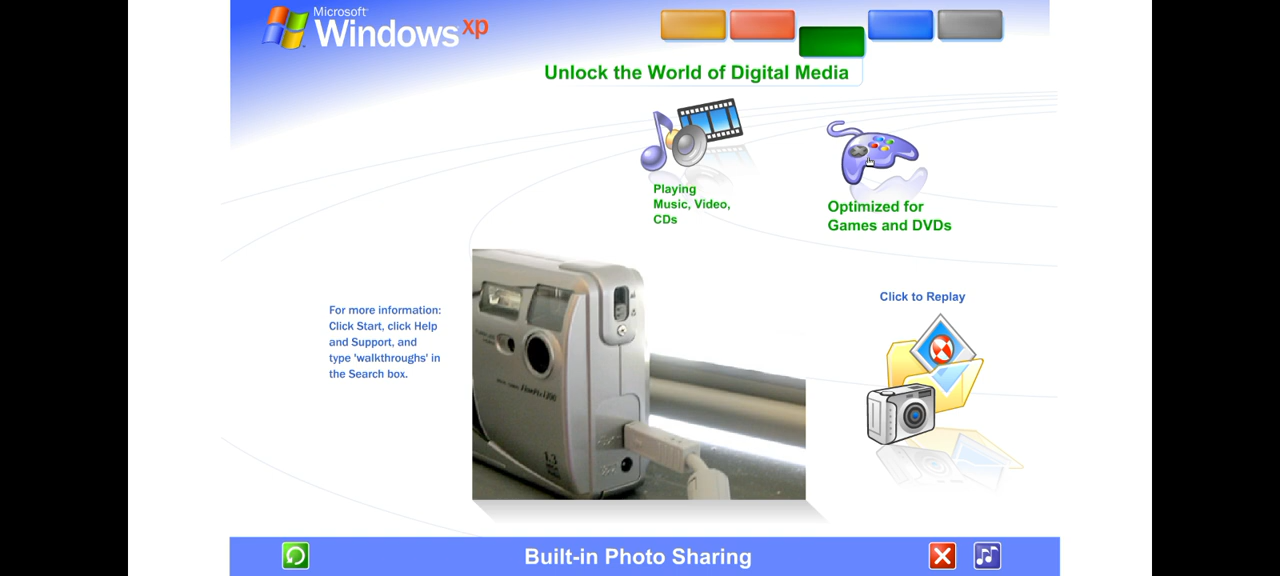 Microsoft
Windows xp
Unlock the World of Digital Media
Playing
Music, Video,
CDs
Optimized for
Games and DVDs
For more information:
Click Start, click Help
and Support, and
type 'walkthroughs' in
the Search box.
Click to Replay
1.3
Built-in Photo Sharing